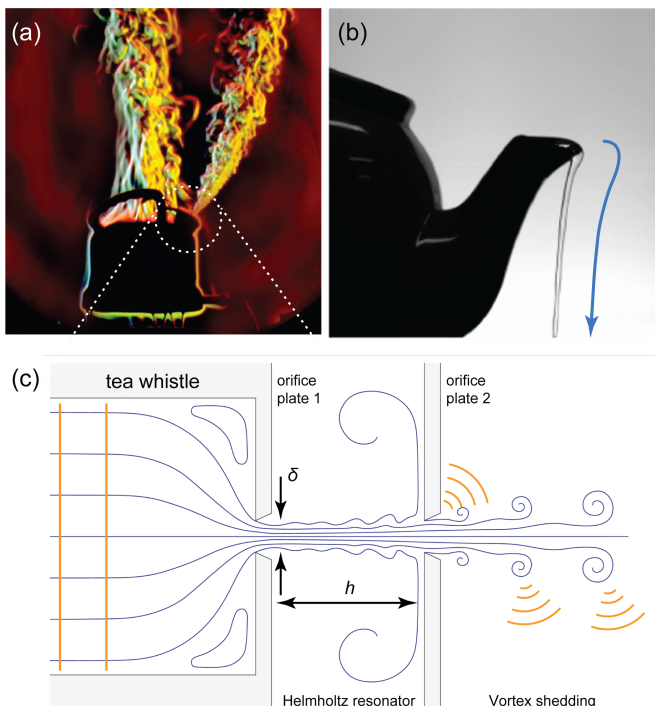 (a)
(b)
(c)
tea whistle
orifice
plate 1
orifice
plate 2
δ
h
Helmholtz resonator
Vortex shedding